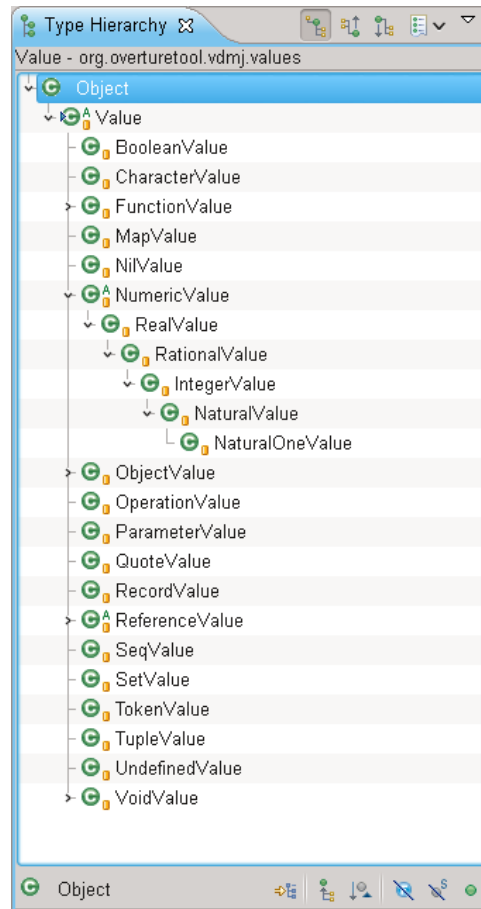 Type Hierarchy
Value - org.overturetool.vdmj.values
Object
Value
BooleanValue
CharacterValue
FunctionValue
MapValue
NilValue
NumericValue
RealValue
RationalValue
IntegerValue
NaturalValue
NaturalOneValue
ObjectValue
OperationValue
ParameterValue
QuoteValue
RecordValue
ReferenceValue
SeqValue
SetValue
TokenValue
TupleValue
UndefinedValue
VoidValue
Object